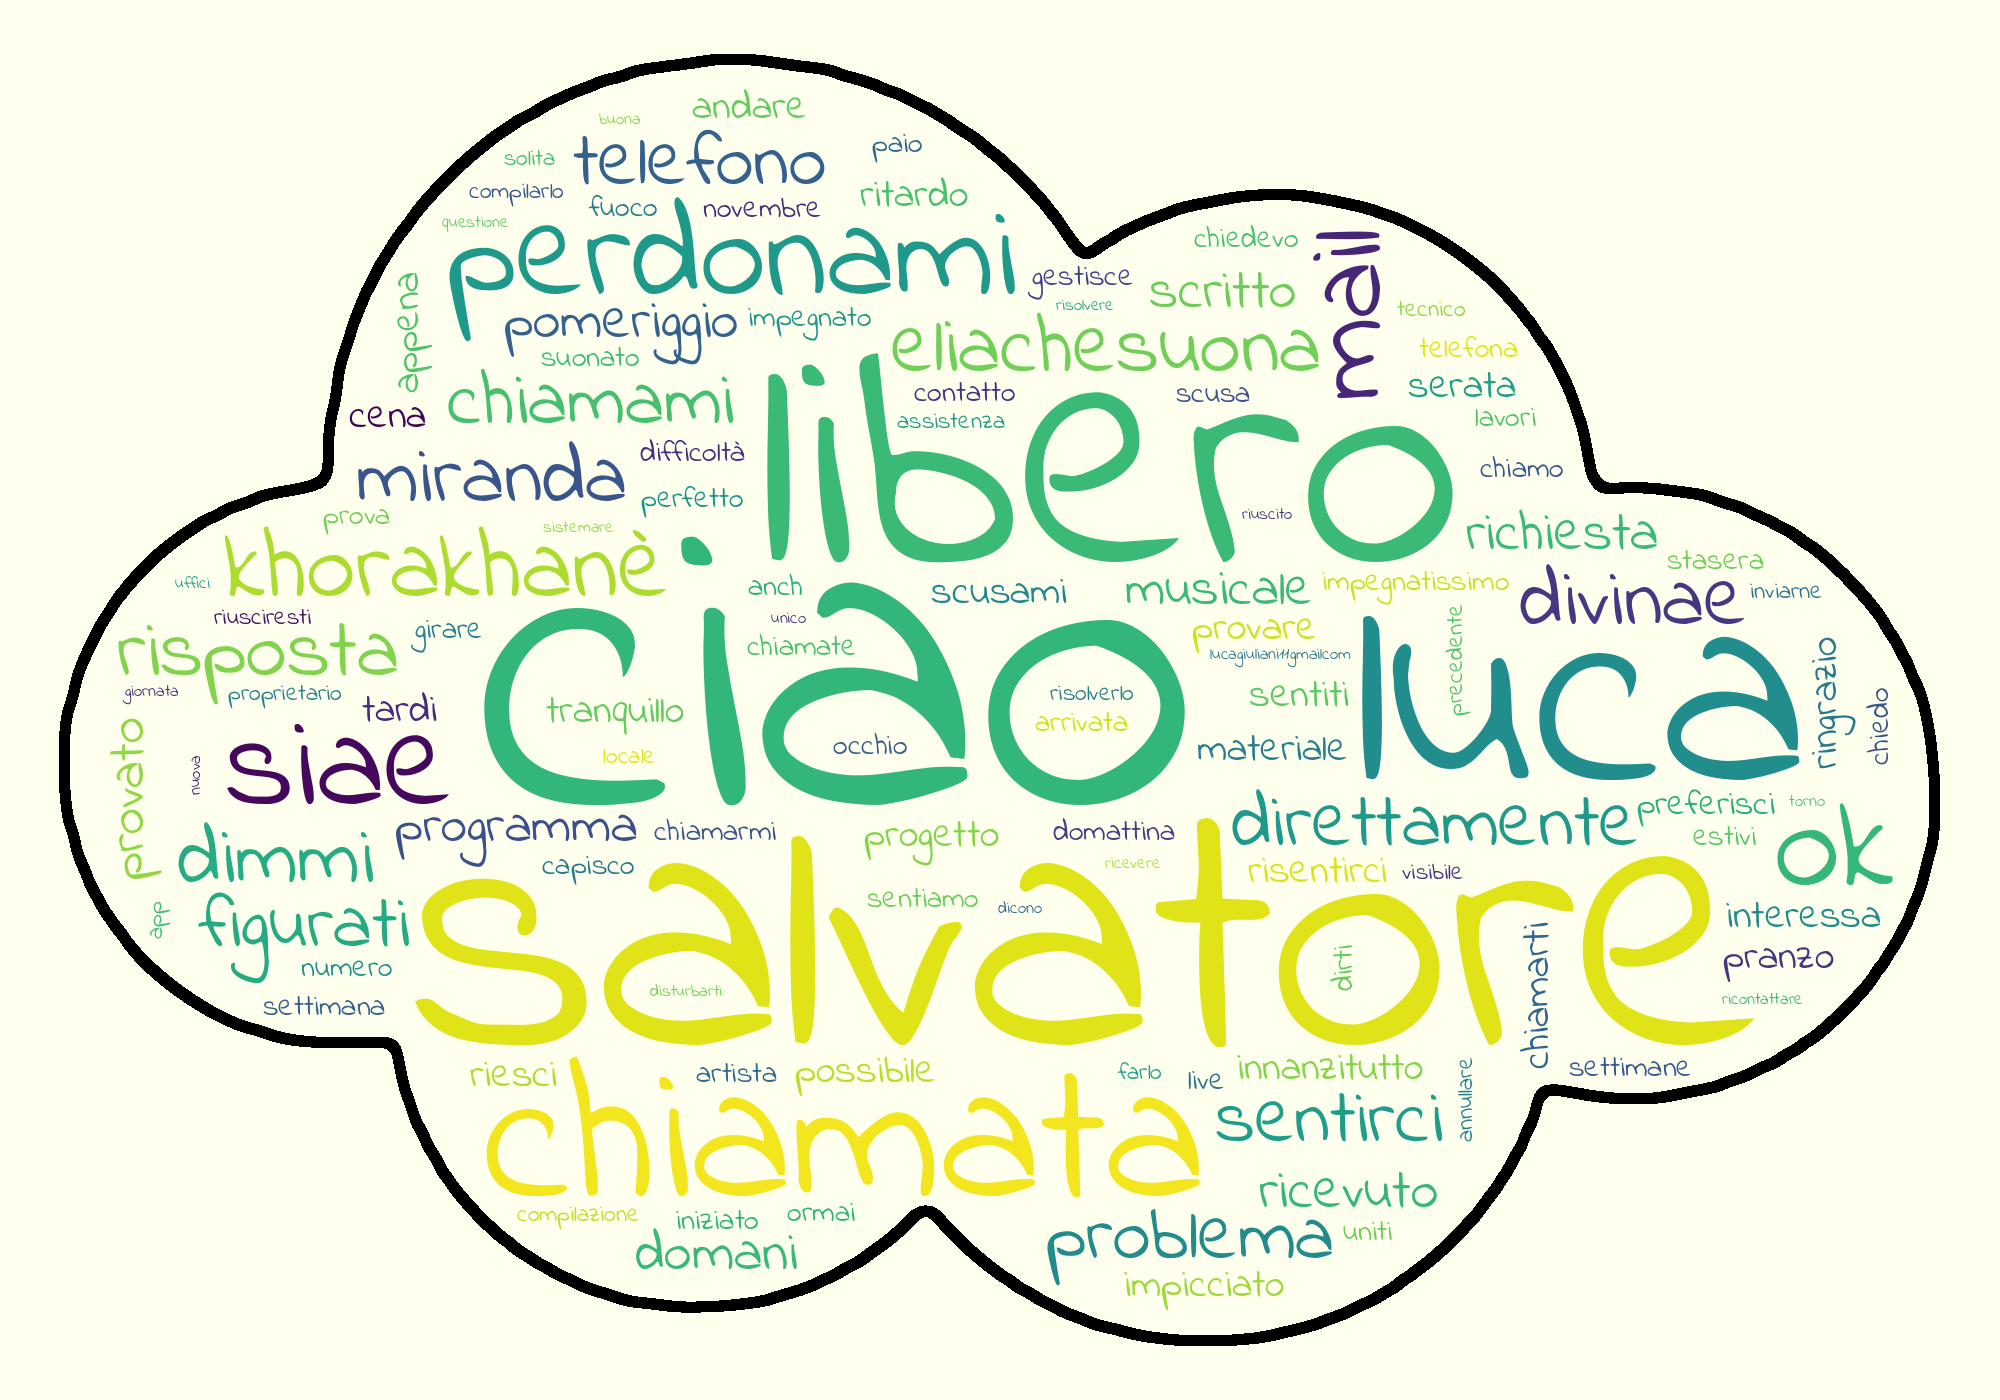 buona
andare
solita
telefono
paio
compilarlo
fuoco
novembre
ritardo
questione
perdonami
chiedevo
mail
gestisce
scritto
risolvere
appena
pomeriggio
impegnato
tecnico
suonato
eliachesuona
telefona
chiamami
contatto
scusa
serata
cena
assistenza
lavori
libero
miranda
difficoltà
chiamo
perfetto
prova
sistemare
riuscito
richiesta
khorakhanè
stasera
uffici
anch
scusami
musicale
impegnatissimo
divinae
inviarne
riusciresti
unico
ciao
risposta
girare
chiamate
provare
precedente
luca
lucagiuliani11gmailcom
giornata
proprietario
tardi
tranquillo
risolverlo
sentiti
ringrazio
arrivata
chiedo
provato
nuova
siae
locale
occhio
materiale
dimmi
programma
chiamarmi
progetto
domattina
direttamente
preferisci
torno
estivi
ok
capisco
ricevere
risentirci
visibile
app
figurati
sentiamo
dicono
salvatore
interessa
numero
disturbarti
dirti
chiamarti
pranzo
settimana
ricontattare
riesci
artista
possibile
farlo
live
innanzitutto
settimane
chiamata
sentirci
annullare
ricevuto
compilazione
iniziato
ormai
domani
problema
uniti
impicciato